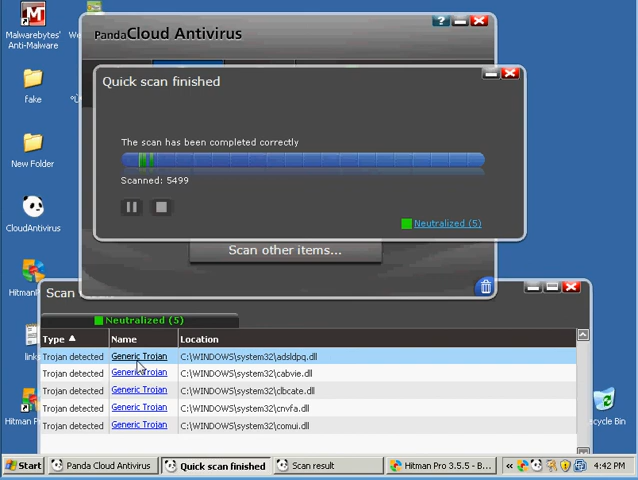 Malwarebytes'
Anti-Malware
fake
New Folder
CloudAntivirus
PandaCloud Antivirus
Quick scan finished
The scan has been completed correctly
Scanned: 5499
Neutralized (5)
Scan other items...
Scan
Neutralized (5)
Type Name Location
Trojan detected Generic Trojan C:\WINDOWS\system32\adsldpq.dll
Trojan detected Generic Trojan C:\WINDOWS\system32\cabvie.dll
Trojan detected Generic Trojan C:\WINDOWS\system32\clbcate.dll
Trojan detected Generic Trojan C:\WINDOWS\system32\cnvfa.dll
Trojan detected Generic Trojan C:\WINDOWS\system32\comui.dll
Hitman
link
Hitman P
cycle Bin
Start Panda Cloud Antivirus Quick scan finished Scan result Hitman Pro 3.5.5 - B... 4:42 PM